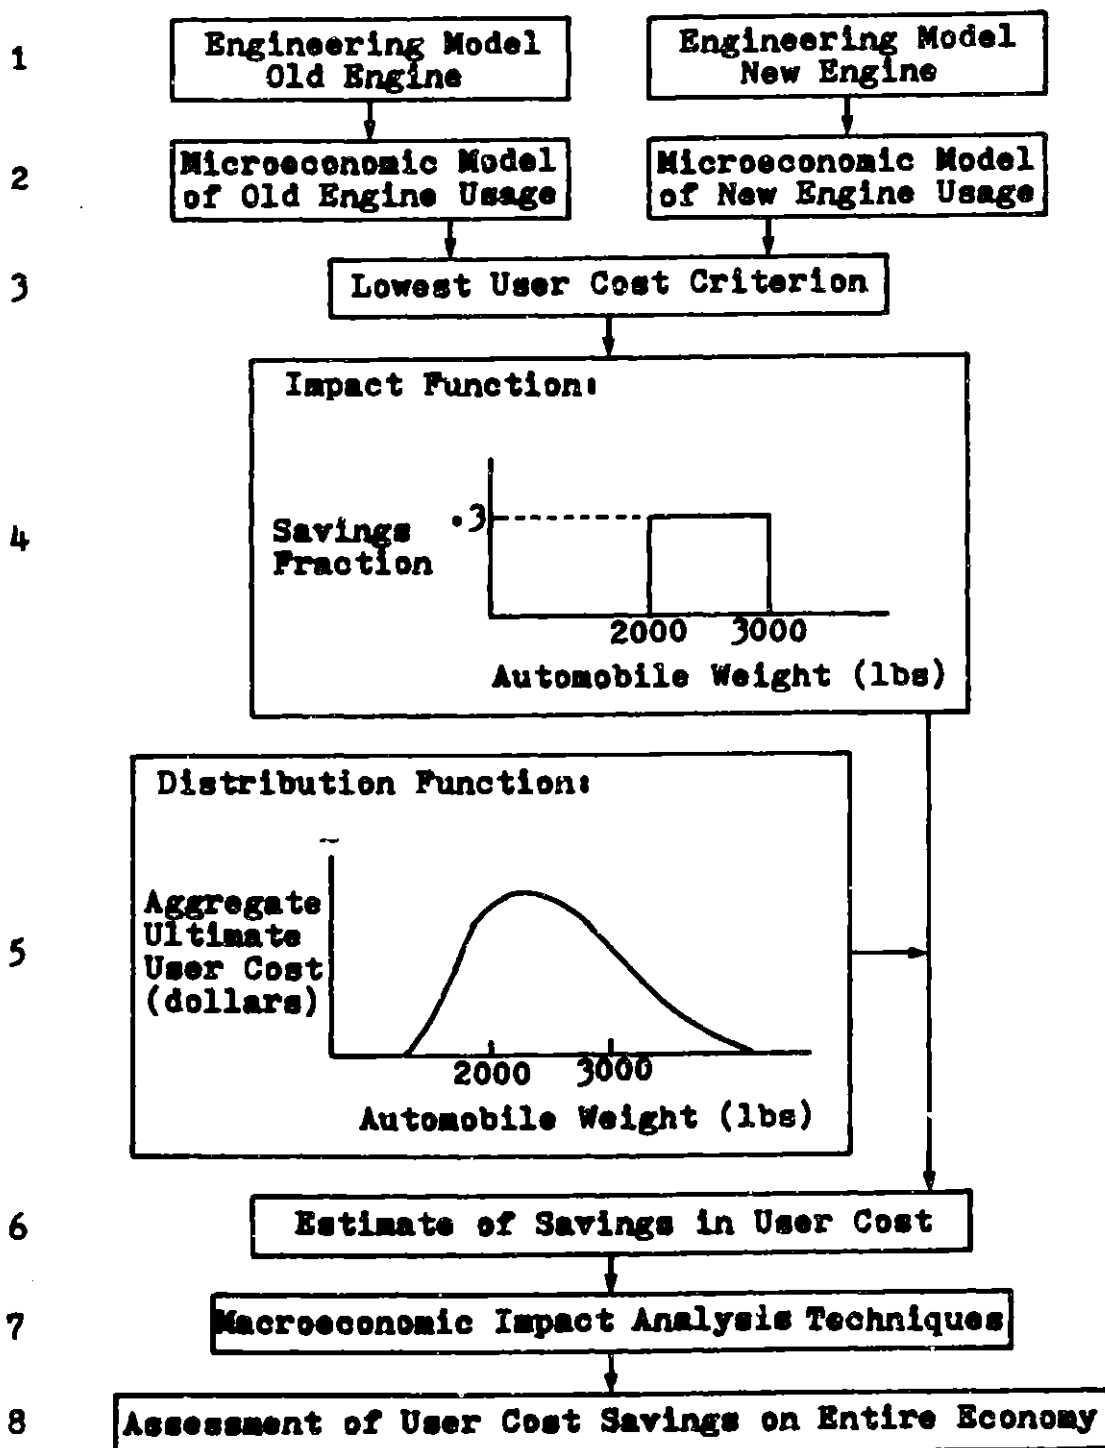 1
Engineering Model
Old Engine
Engineering Model
New Engine
2
Microeconomic Model
of Old Engine Usage
Microeconomic Model
of New Engine Usage
3
Lowest User Cost Criterion
4
Impact Function:
Savings
Fraction
.3
2000 3000
Automobile Weight (lbs)
5
Distribution Function:
Aggregate
Ultimate
User Cost
(dollars)
2000 3000
Automobile Weight (lbs)
6
Estimate of Savings in User Cost
7
Macroeconomic Impact Analysis Techniques
8
Assessment of User Cost Savings on Entire Economy